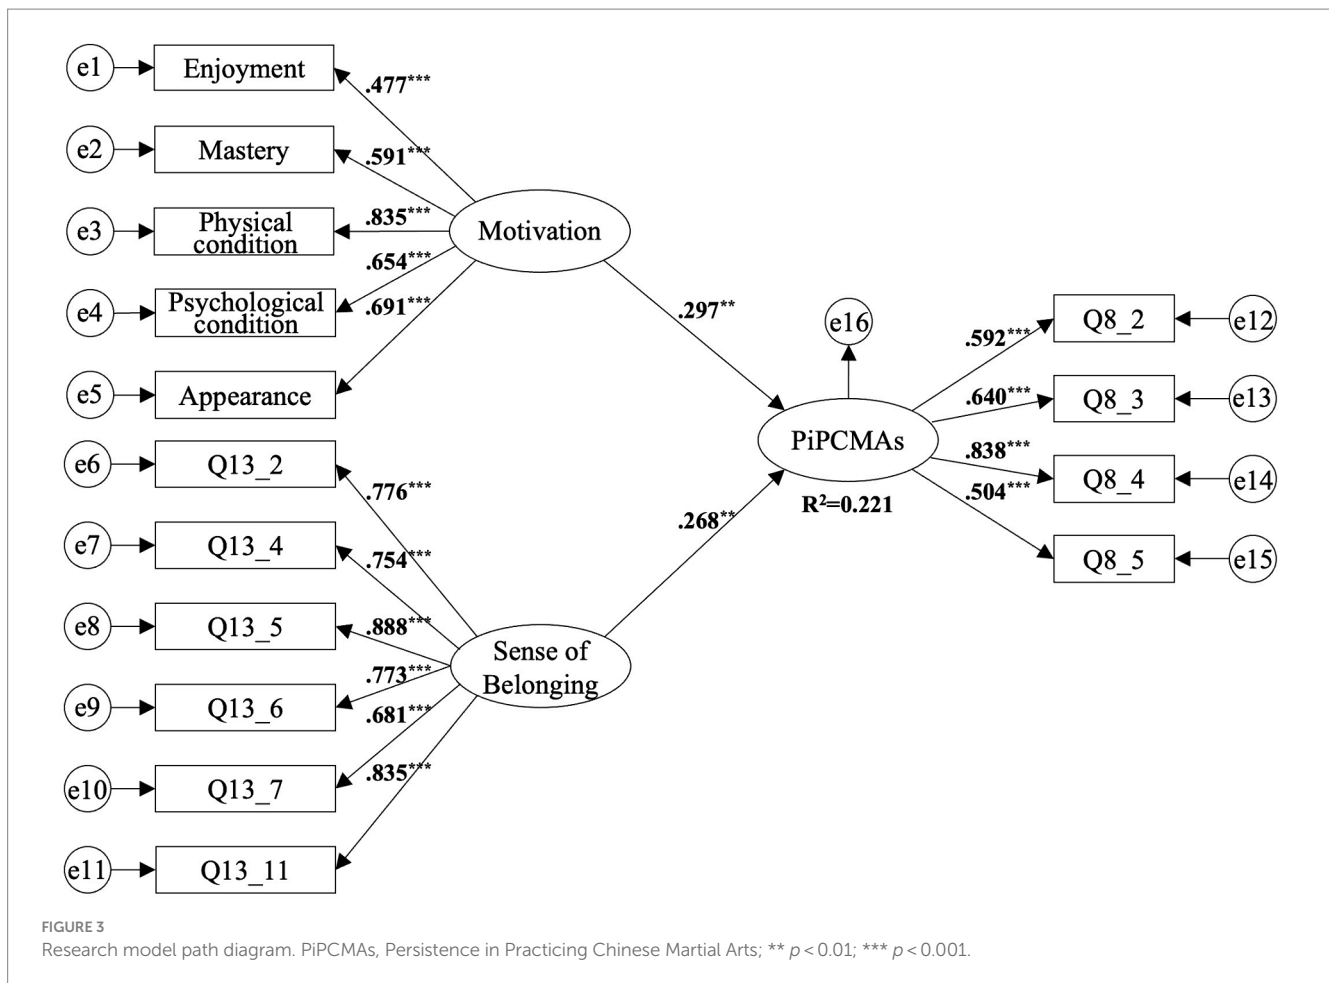 e1
Enjoyment
.477***
e2
Mastery
.591***
e3
Physical
condition
.835***
Motivation
.654***
e4
Psychological
condition
.691***
e5
Appearance
.297**
e16
Q8_2
e12
.592***
Q8_3
e13
.640***
PiPCMAs
.838***
Q8_4
e14
.504***
R²=0.221
Q8_5
e15
e6
Q13_2
.776***
.268**
e7
Q13_4
.754***
e8
Q13_5
.888***
Sense of
Belonging
.773***
e9
Q13_6
.681***
e10
Q13_7
.835***
e11
Q13_11
FIGURE 3
Research model path diagram. PiPCMAs, Persistence in Practicing Chinese Martial Arts; ** p < 0.01; *** p < 0.001.